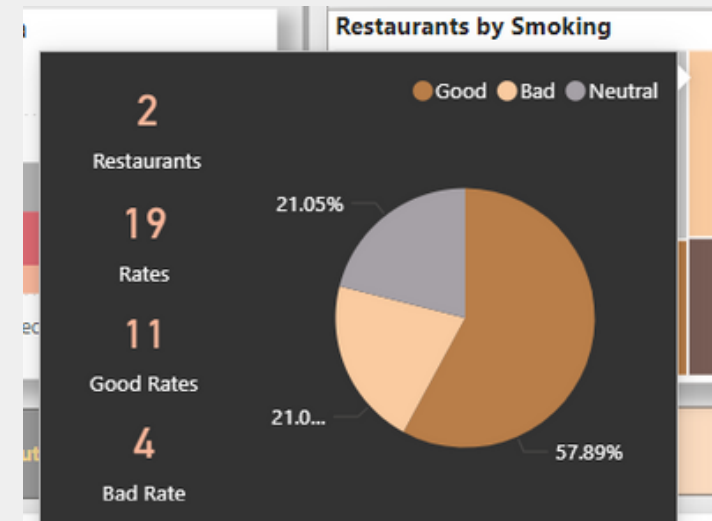 Restaurants by Smoking
Good Bad Neutral
2
Restaurants
19
Rates
11
Good Rates
4
Bad Rate
21.05%
21.0...
57.89%